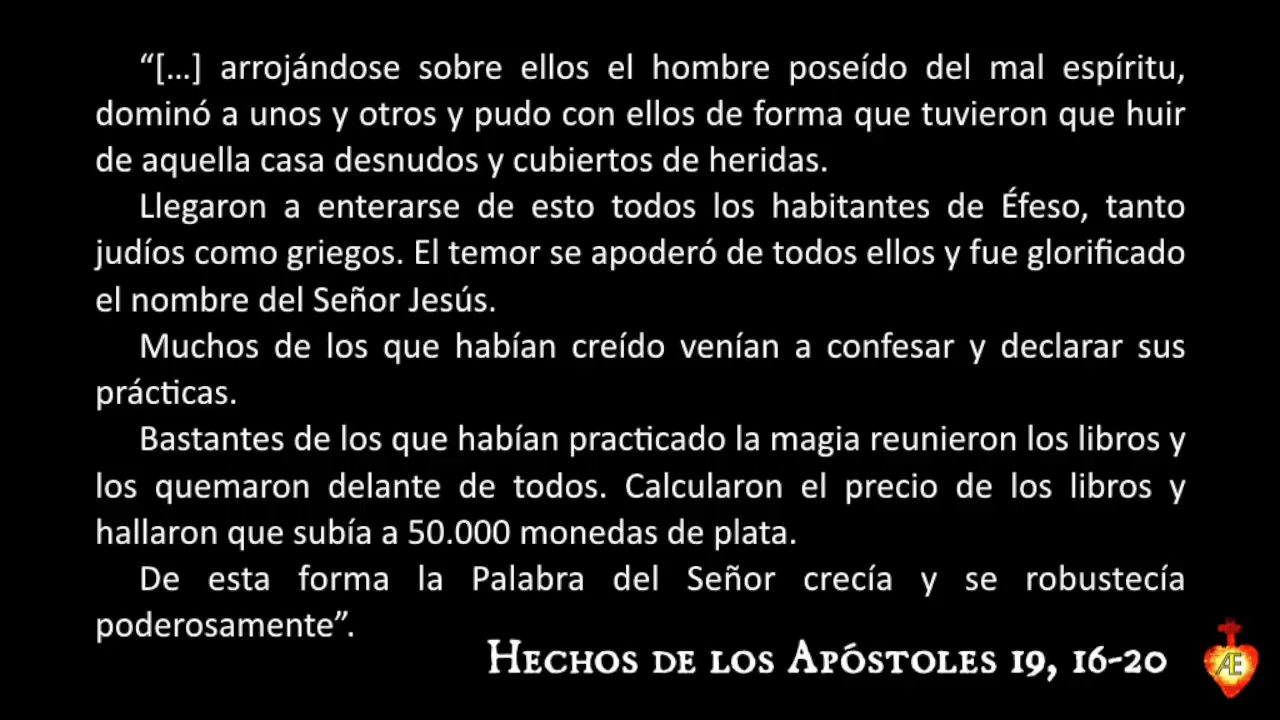 “[...] arrojándose sobre ellos el hombre poseído del mal espíritu,
dominó a unos y otros y pudo con ellos de forma que tuvieron que huir
de aquella casa desnudos y cubiertos de heridas.
Llegaron a enterarse de esto todos los habitantes de Éfeso, tanto
judíos como griegos. El temor se apoderó de todos ellos y fue glorificado
el nombre del Señor Jesús.
Muchos de los que habían creído venían a confesar y declarar sus
prácticas.
Bastantes de los que habían practicado la magia reunieron los libros y
los quemaron delante de todos. Calcularon el precio de los libros y
hallaron que subía a 50.000 monedas de plata.
De esta forma la Palabra del Señor crecía y se robustecía
poderosamente”.
Hechos de los Apóstoles 19, 16-20
Æ